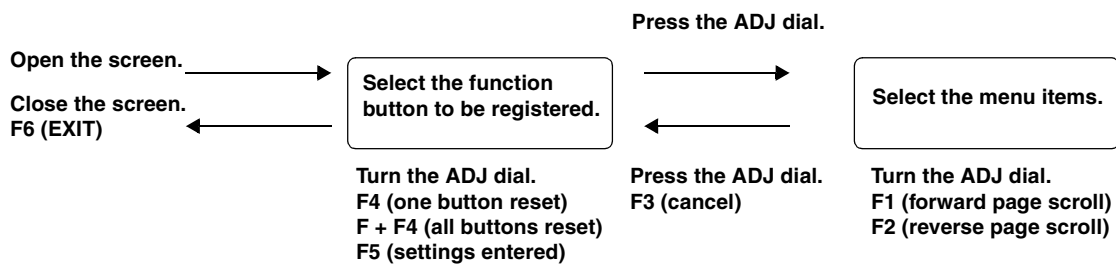 Press the ADJ dial.
Open the screen.
Close the screen.
F6 (EXIT)
Select the function
button to be registered.
Select the menu items.
Turn the ADJ dial.
F4 (one button reset)
F + F4 (all buttons reset)
F5 (settings entered)
Press the ADJ dial.
F3 (cancel)
Turn the ADJ dial.
F1 (forward page scroll)
F2 (reverse page scroll)